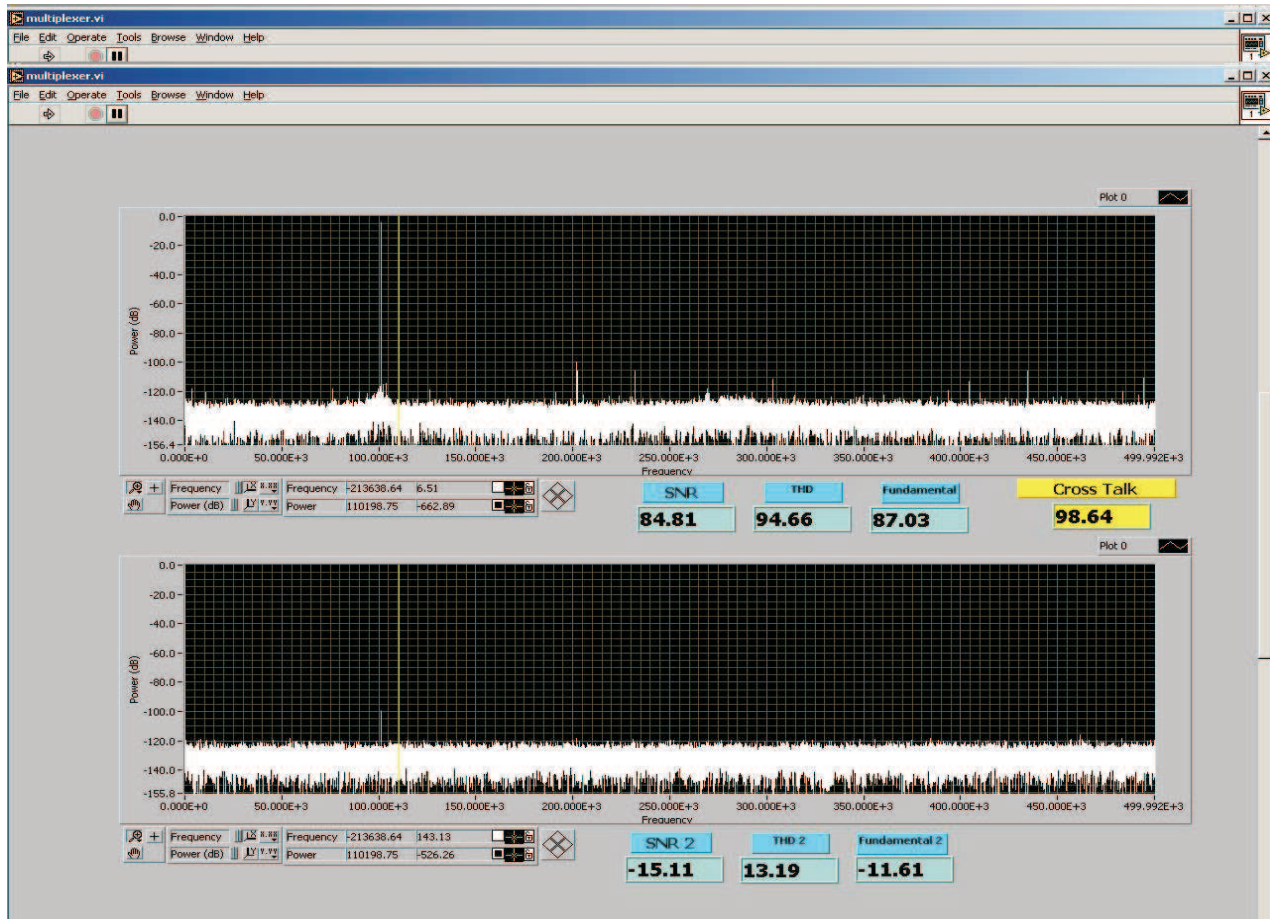 multiplexer.vi
File Edit Operate Tools Browse Window Help
1
multiplexer.vi
File Edit Operate Tools Browse Window Help
1
Plot 0
0.0
-20.0
-40.0
-60.0
-80.0
-100.0
-120.0
-140.0
-156.4
Power (dB)
0.000E+0 50.000E+3 100.000E+3 150.000E+3 200.000E+3 250.000E+3 300.000E+3 350.000E+3 400.000E+3 450.000E+3 499.992E+3
Frequency
Frequency X.XX Frequency -213638.64 6.51
Power (dB) Y.YY Power 110198.75 -662.89
SNR THD Fundamental Cross Talk
84.81 94.66 87.03 98.64
Plot 0
0.0
-20.0
-40.0
-60.0
-80.0
-100.0
-120.0
-140.0
-155.8
Power (dB)
0.000E+0 50.000E+3 100.000E+3 150.000E+3 200.000E+3 250.000E+3 300.000E+3 350.000E+3 400.000E+3 450.000E+3 499.992E+3
Frequency
Frequency X.XX Frequency -213638.64 143.13
Power (dB) Y.YY Power 110198.75 -526.26
SNR 2 THD 2 Fundamental 2
-15.11 13.19 -11.61